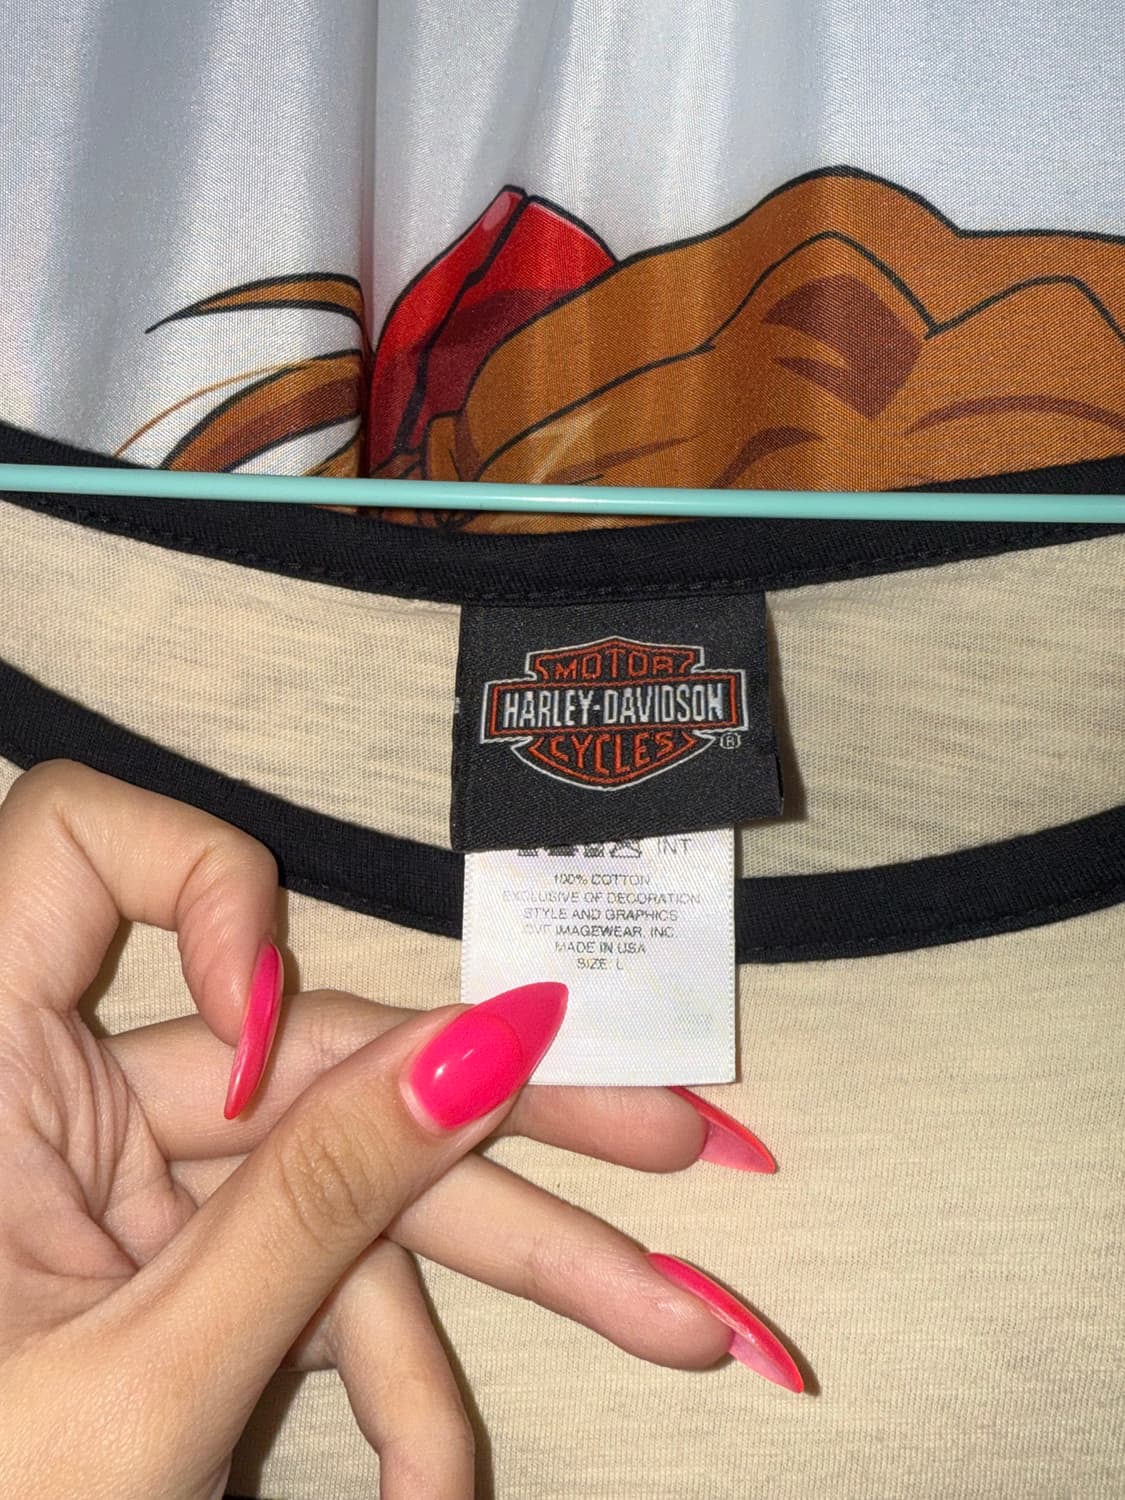 MOTOR
HARLEY-DAVIDSON
CYCLES
®
INT
100% COTTON
EXCLUSIVE OF DECORATION
STYLE AND GRAPHICS
CVF IMAGEWEAR, INC.
MADE IN USA
SIZE: L